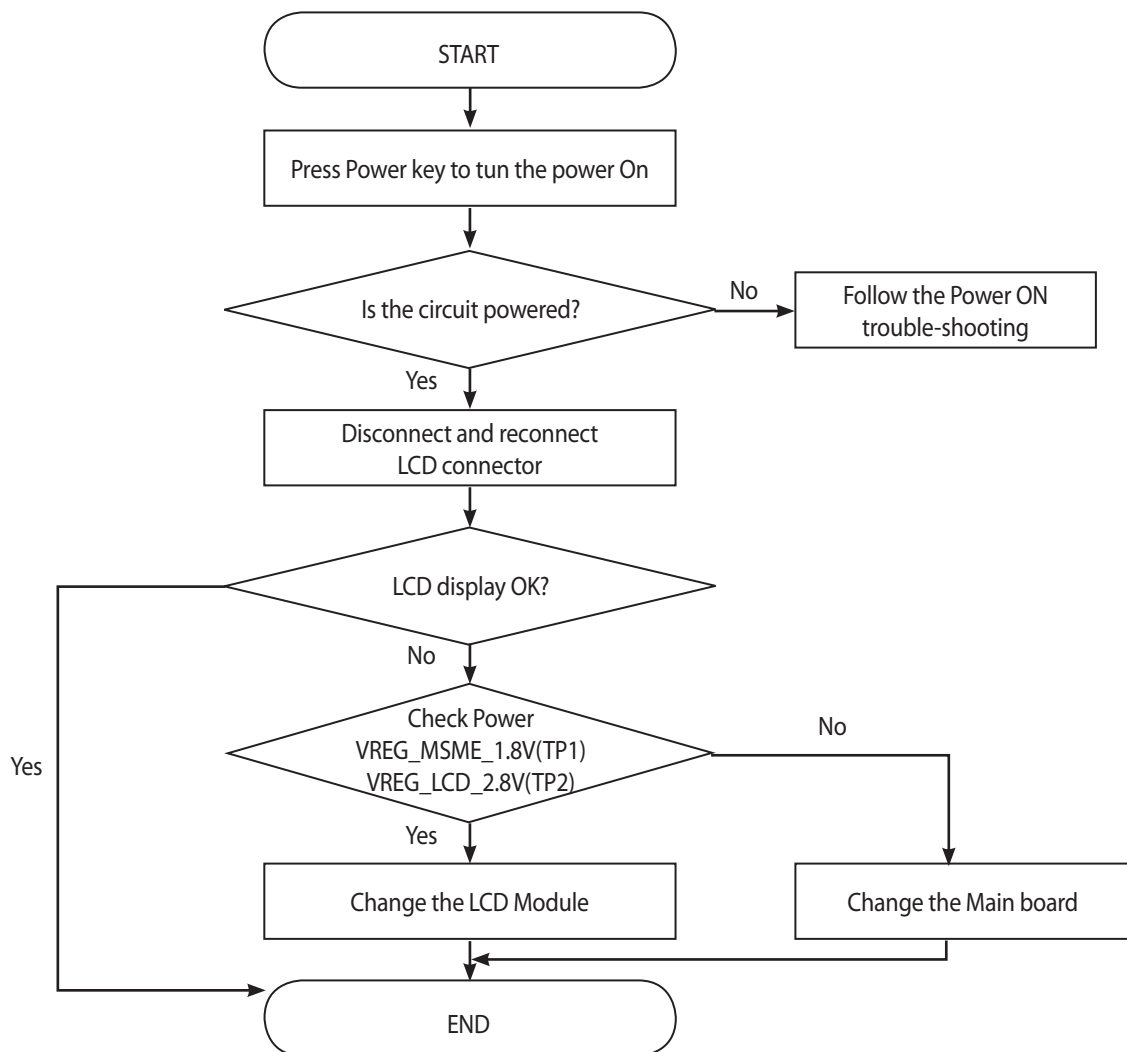 START
Press Power key to tun the power On
Is the circuit powered?
No
Follow the Power ON
trouble-shooting
Yes
Disconnect and reconnect
LCD connector
LCD display OK?
No
Yes
Check Power
VREG_MSME_1.8V(TP1)
VREG_LCD_2.8V(TP2)
No
Yes
Change the LCD Module
Change the Main board
END